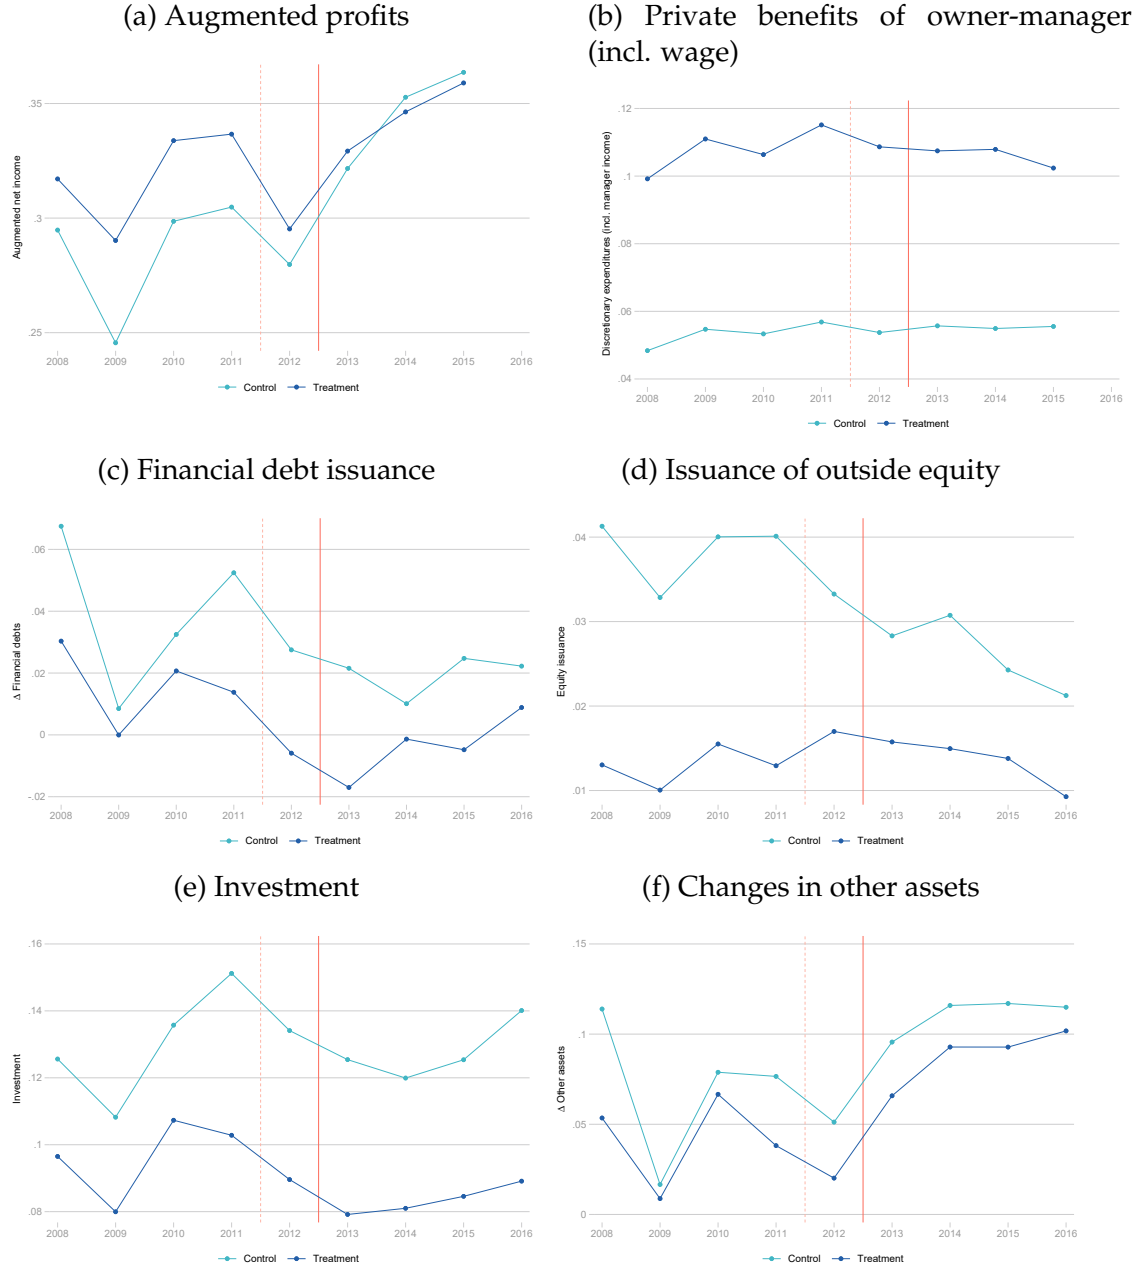 (a) Augmented profits
Augmented net income
.35
.3
.25
2008 2009 2010 2011 2012 2013 2014 2015 2016
Control Treatment
(b) Private benefits of owner-manager
(incl. wage)
Discretionary expenditures (incl. manager income)
.12
.1
.08
.06
.04
2008 2009 2010 2011 2012 2013 2014 2015 2016
Control Treatment
(c) Financial debt issuance
Δ Financial debts
.06
.04
.02
0
-.02
2008 2009 2010 2011 2012 2013 2014 2015 2016
Control Treatment
(d) Issuance of outside equity
Equity issuance
.04
.03
.02
.01
2008 2009 2010 2011 2012 2013 2014 2015 2016
Control Treatment
(e) Investment
Investment
.16
.14
.12
.1
.08
2008 2009 2010 2011 2012 2013 2014 2015 2016
Control Treatment
(f) Changes in other assets
Δ Other assets
.15
.1
.05
0
2008 2009 2010 2011 2012 2013 2014 2015 2016
Control Treatment